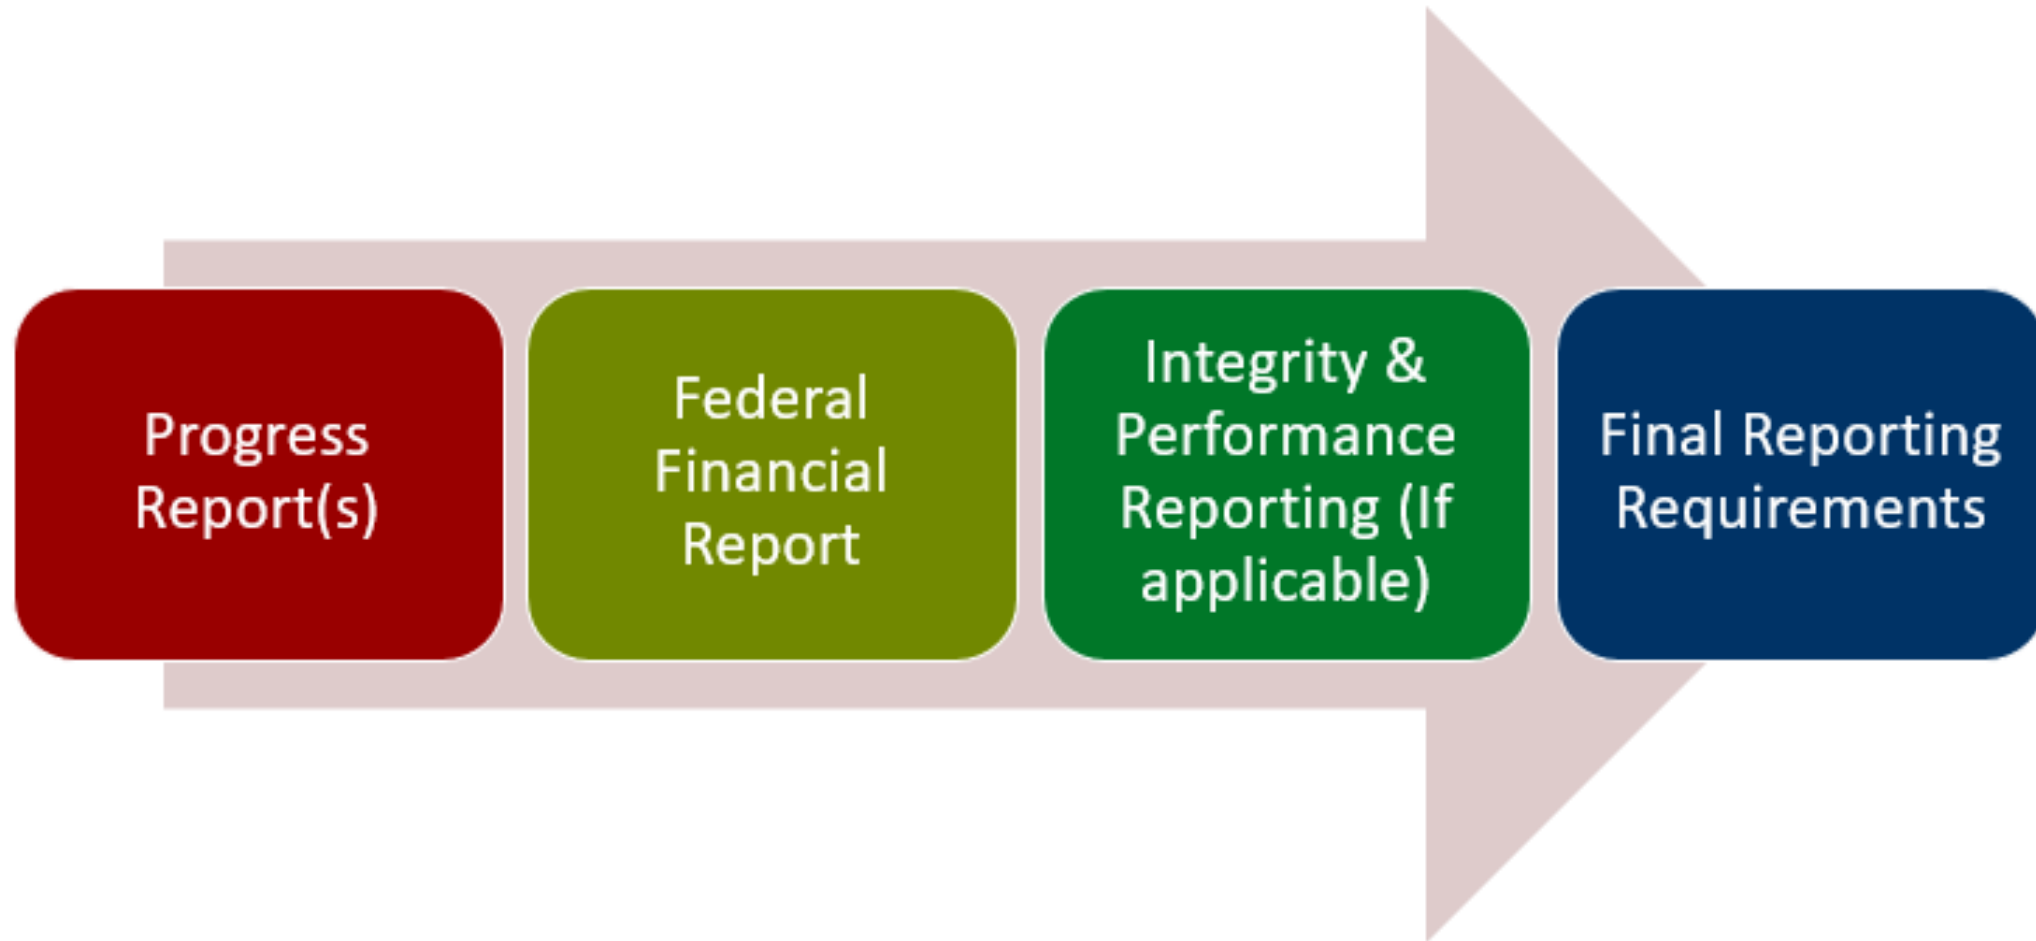 Progress
Report(s)
Federal
Financial
Report
Integrity &
Performance
Reporting (If
applicable)
Final Reporting
Requirements